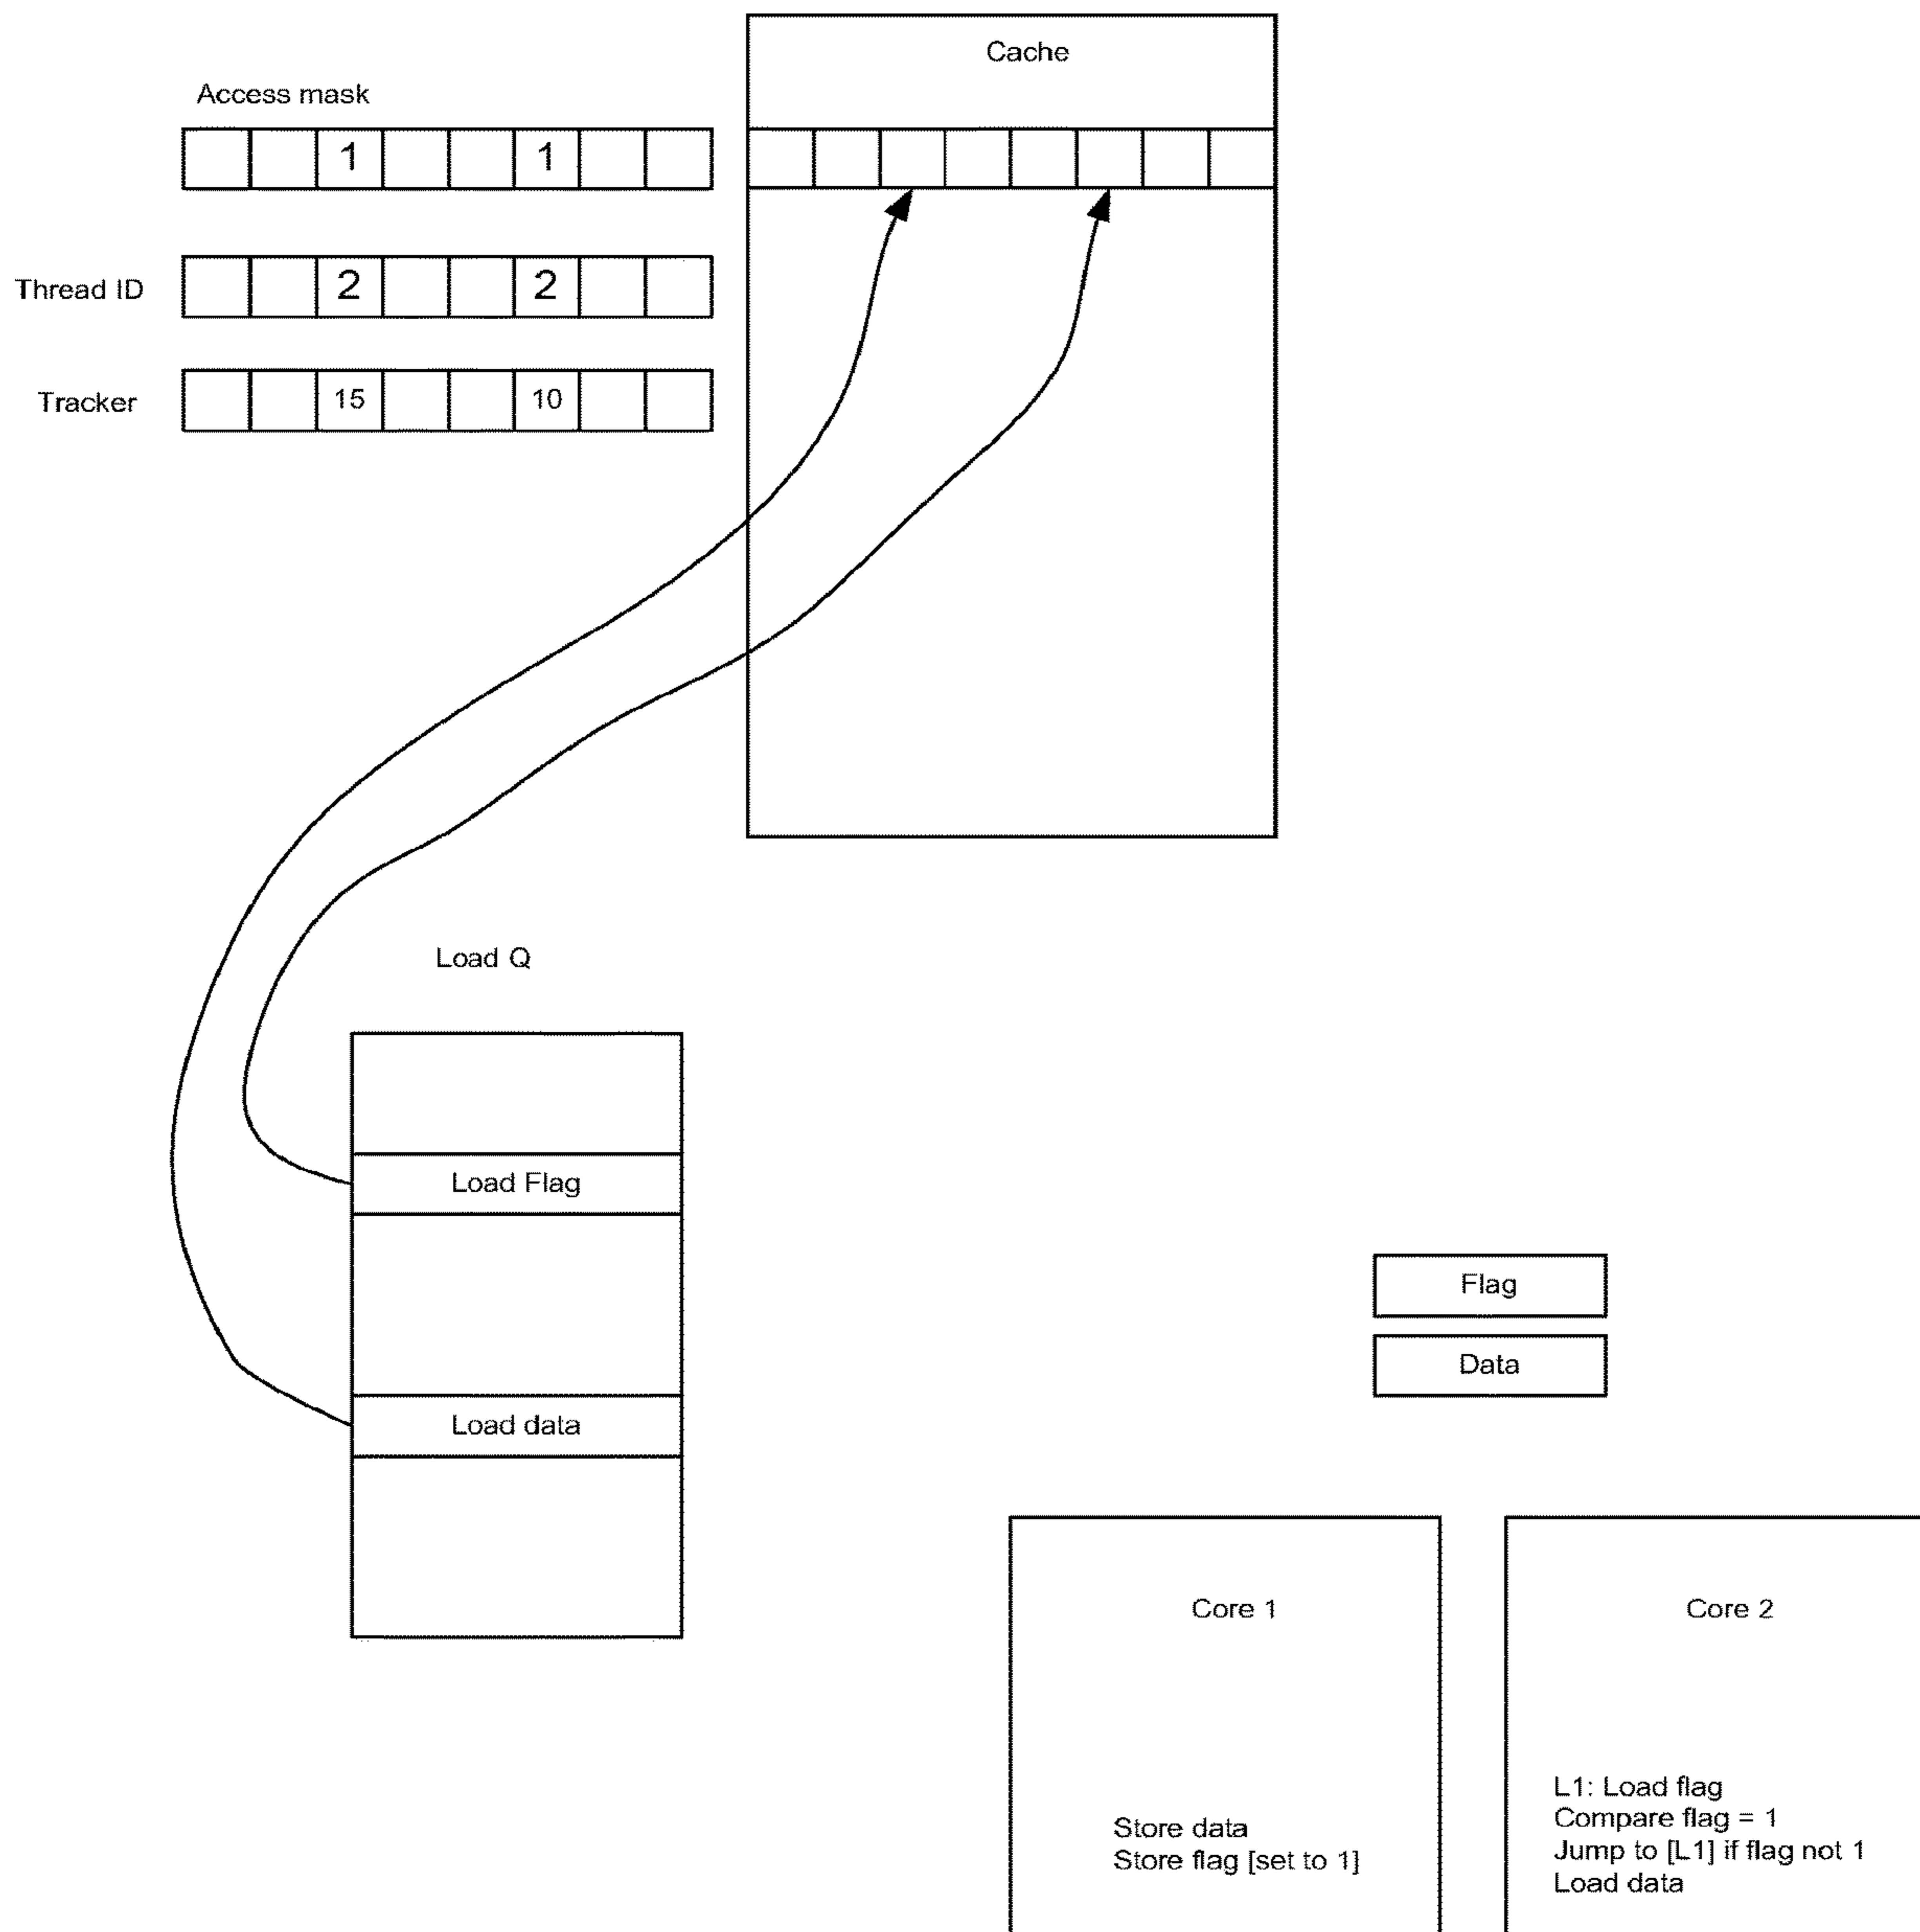 Cache
Access mask
1 1
Thread ID
2 2
Tracker
15 10
Load Q
Load Flag
Load data
Flag
Data
Core 1
Store data
Store flag [set to 1]
Core 2
L1: Load flag
Compare flag = 1
Jump to [L1] if flag not 1
Load data